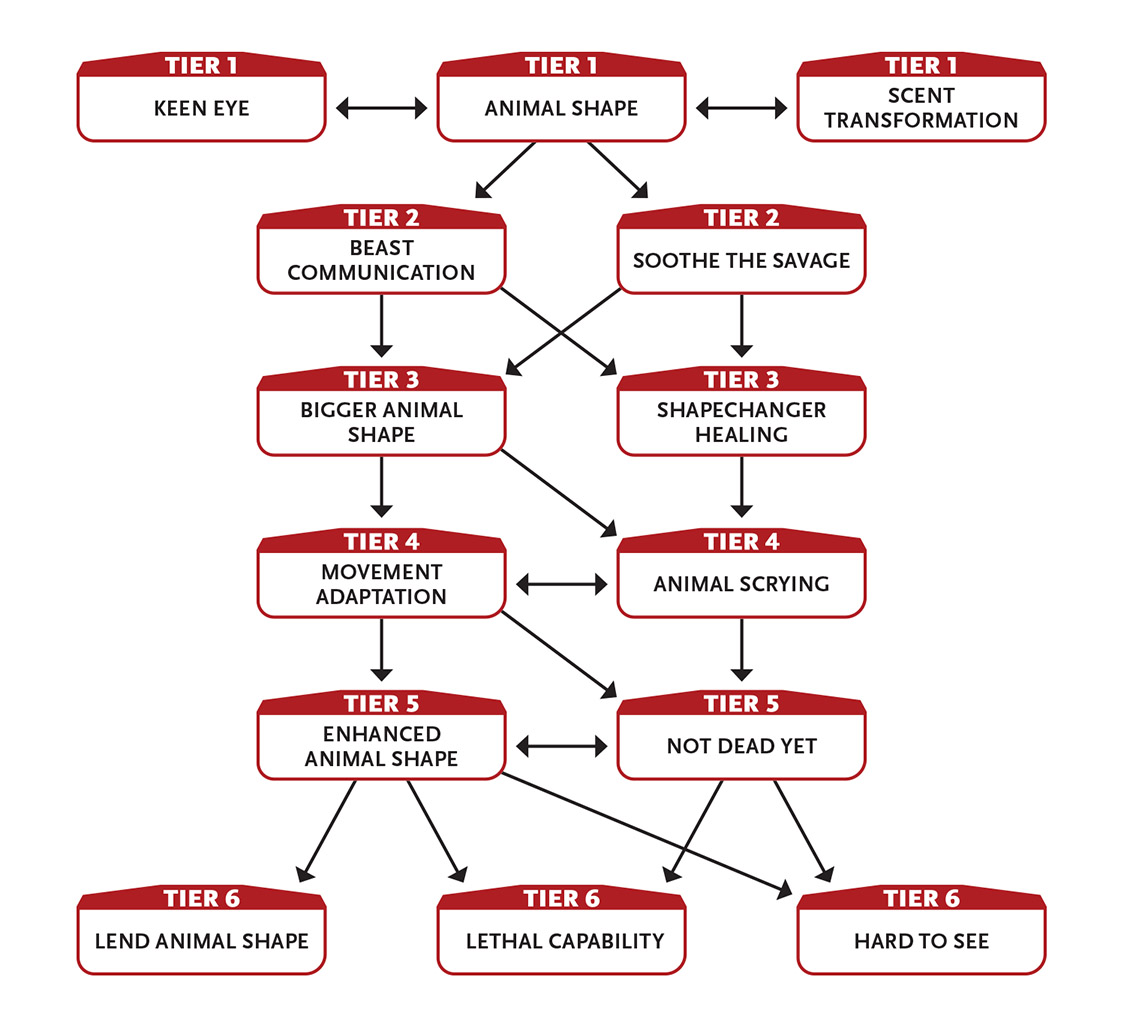 TIER 1
KEEN EYE
TIER 1
ANIMAL SHAPE
TIER 1
SCENT
TRANSFORMATION
TIER 2
BEAST
COMMUNICATION
TIER 2
SOOTHE THE SAVAGE
TIER 3
BIGGER ANIMAL
SHAPE
TIER 3
SHAPECHANGER
HEALING
TIER 4
MOVEMENT
ADAPTATION
TIER 4
ANIMAL SCRYING
TIER 5
ENHANCED
ANIMAL SHAPE
TIER 5
NOT DEAD YET
TIER 6
LEND ANIMAL SHAPE
TIER 6
LETHAL CAPABILITY
TIER 6
HARD TO SEE